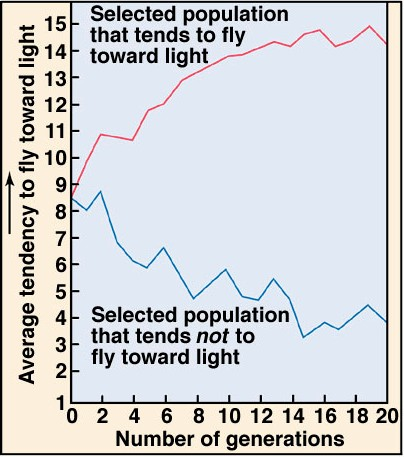 Selected population
that tends to fly
toward light
Average tendency to fly toward light
15
14
13
12
11
10
9
8
7
6
5
4
3
2
1
Selected population
that tends not to
fly toward light
0 2 4 6 8 10 12 14 16 18 20
Number of generations